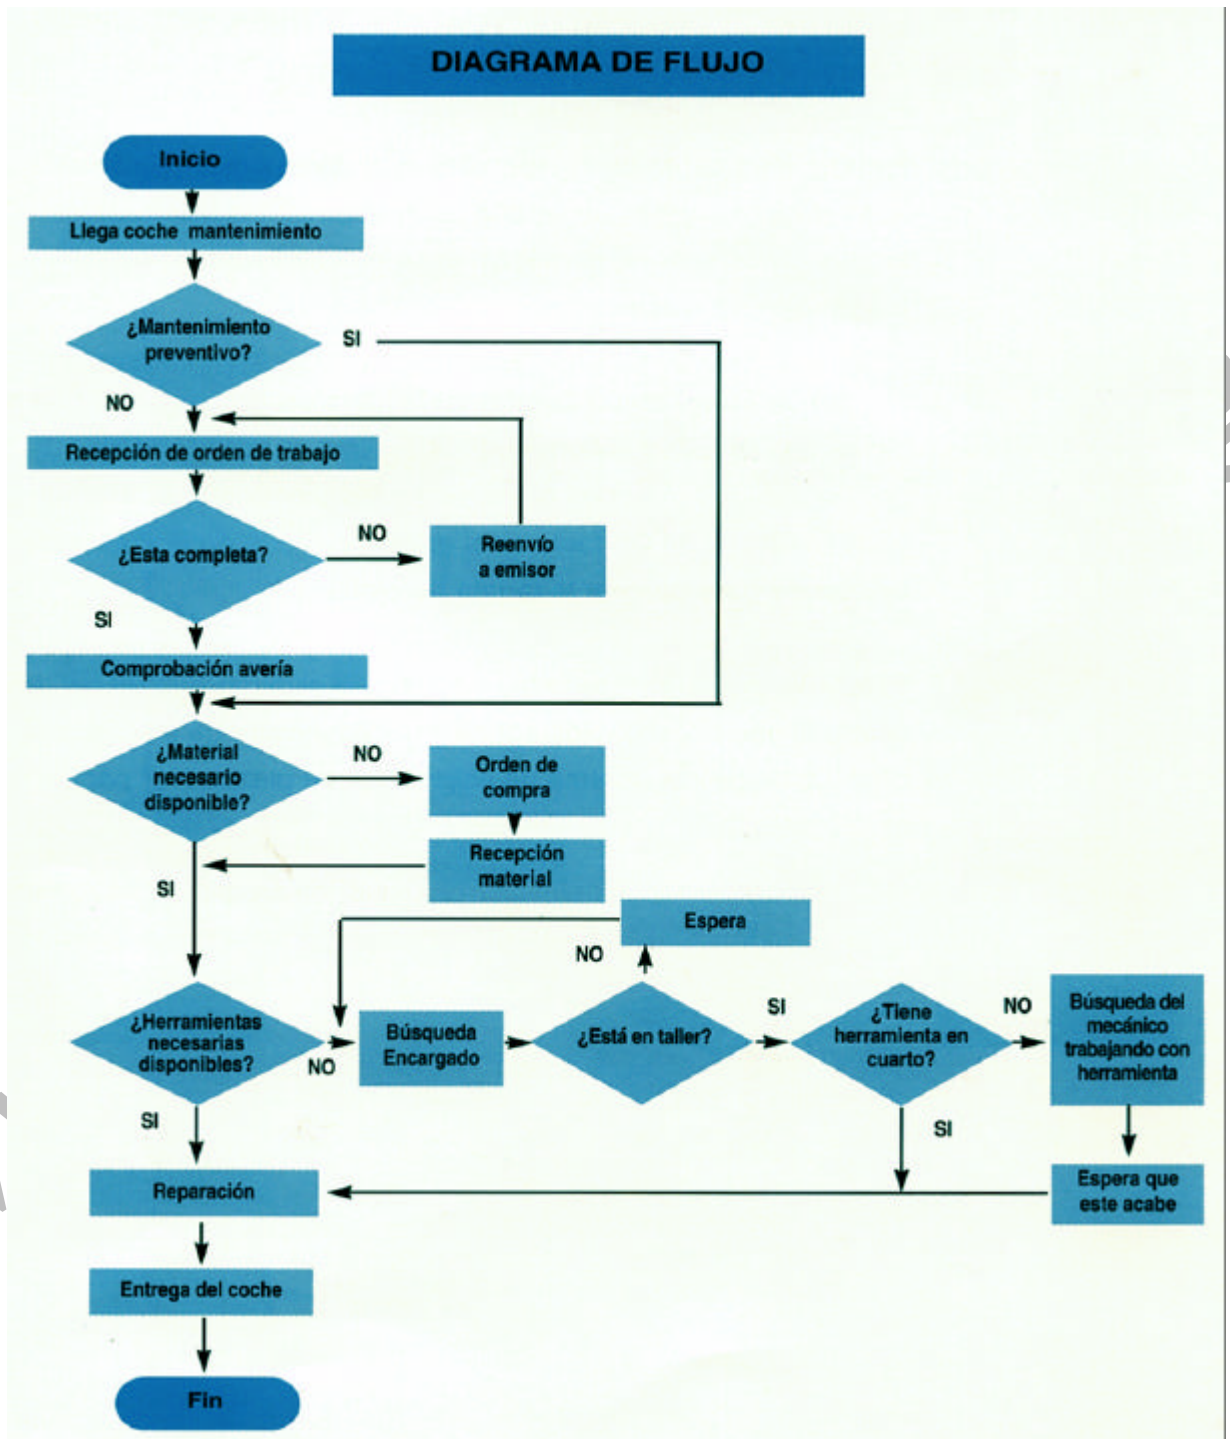 DIAGRAMA DE FLUJO
Inicio
Llega coche mantenimiento
¿Mantenimiento
preventivo?
SI
NO
Recepción de orden de trabajo
¿Esta completa?
NO
Reenvío
a emisor
SI
Comprobación avería
¿Material
necesario
disponible?
NO
Orden de
compra
Recepción
material
SI
Espera
NO
¿Herramientas
necesarias
disponibles?
NO
Búsqueda
Encargado
¿Está en taller?
SI
¿Tiene
herramienta en
cuarto?
NO
Búsqueda del
mecánico
trabajando con
herramienta
SI
SI
Reparación
Espera que
este acabe
Entrega del coche
Fin